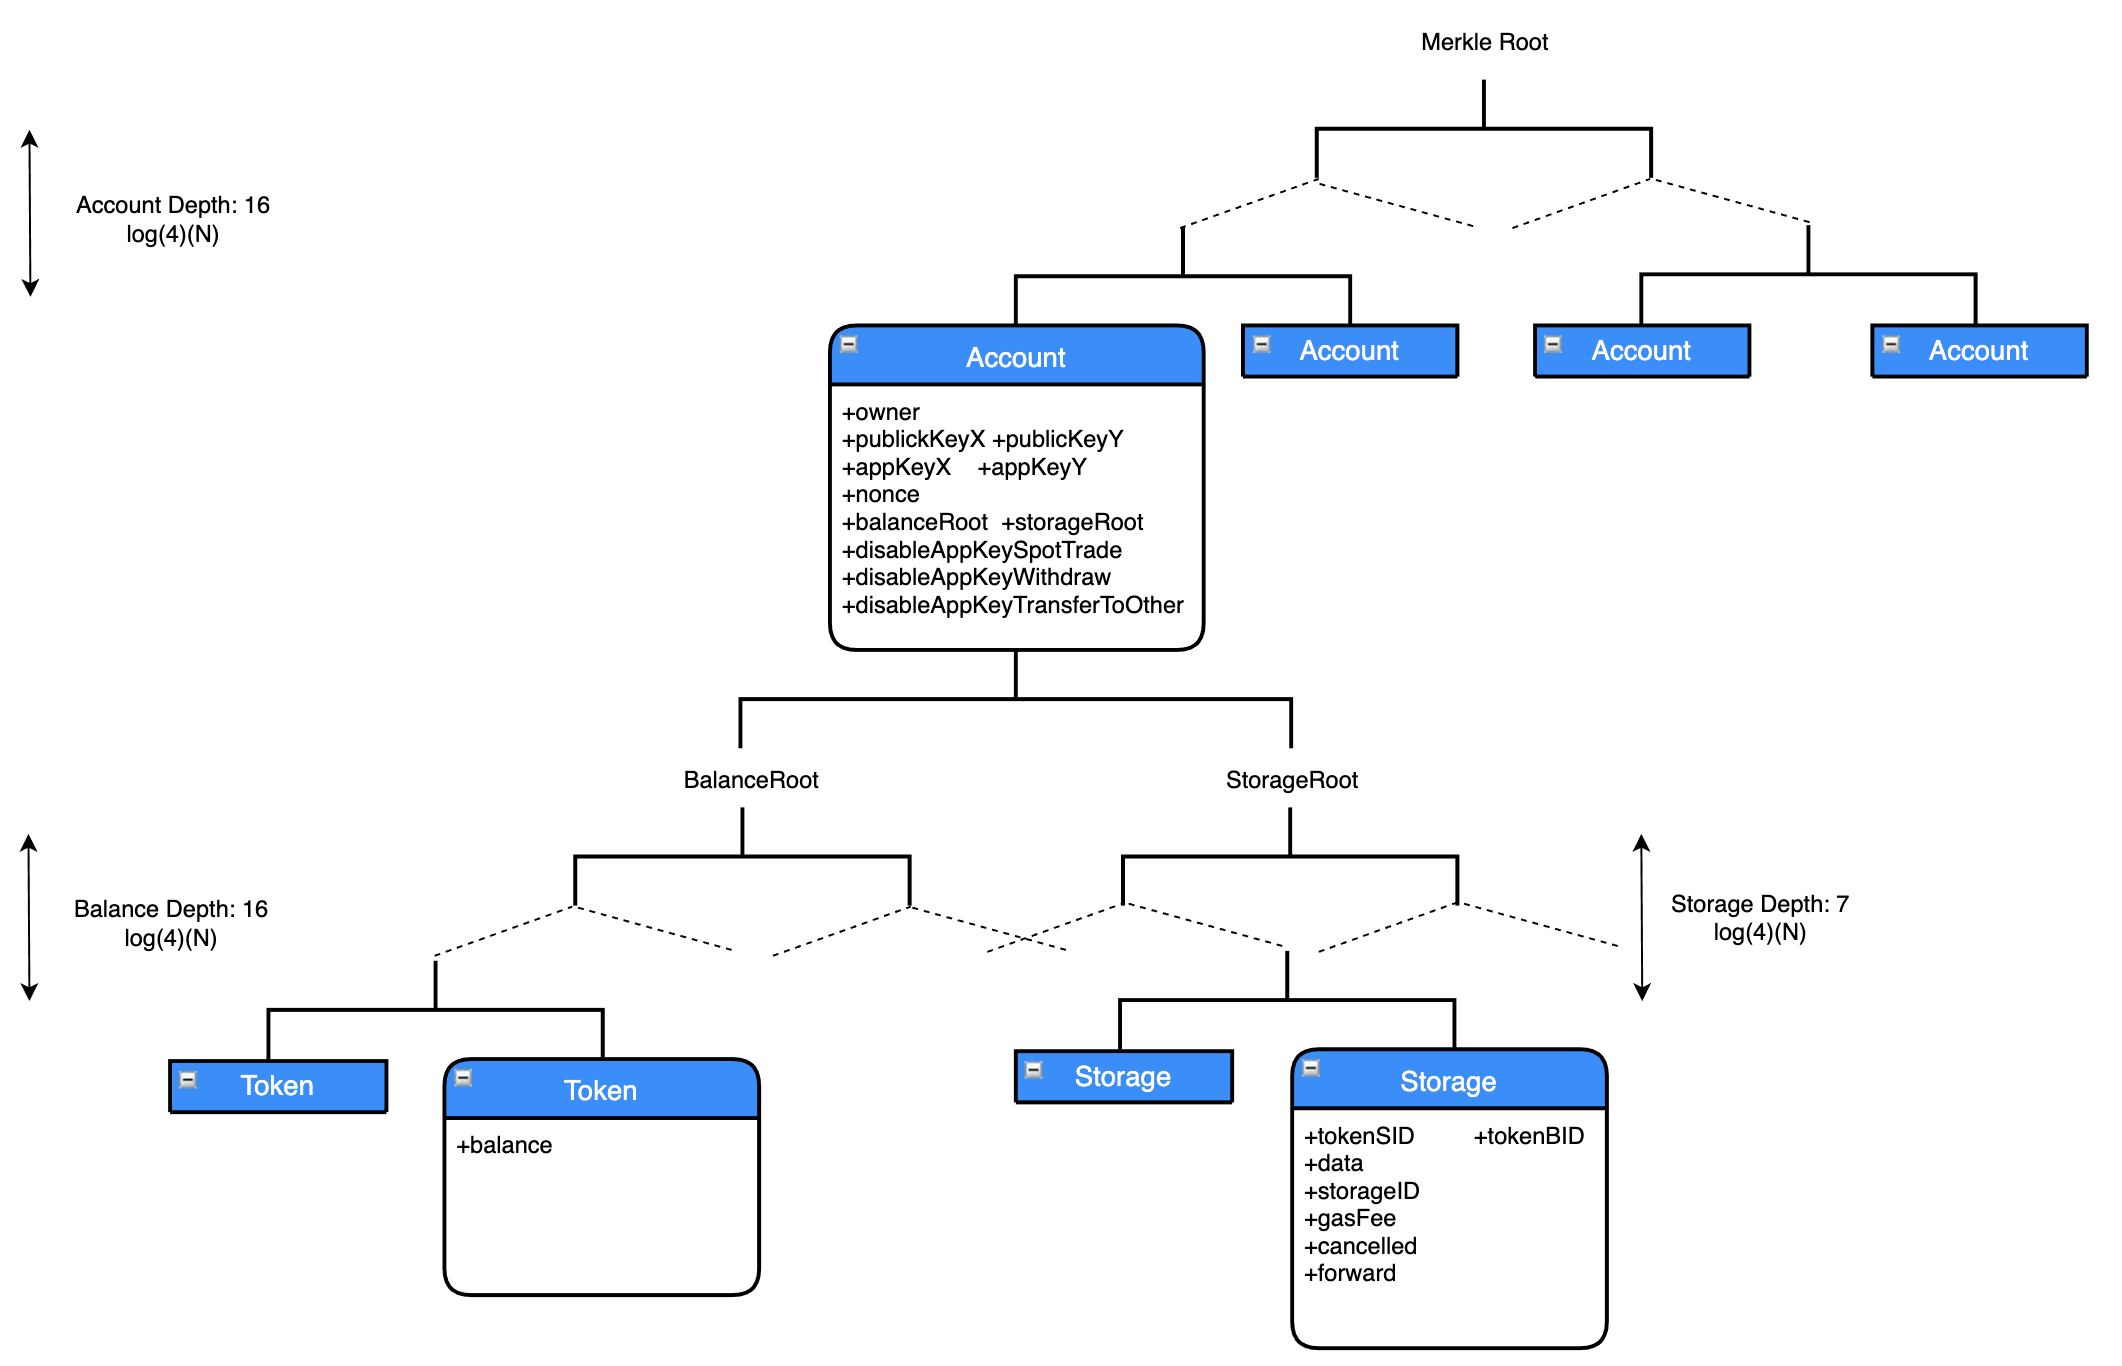 Merkle Root
Account Depth: 16
log(4)(N)
Account
Account
Account
Account
+owner
+publickKeyX +publicKeyY
+appKeyX +appKeyY
+nonce
+balanceRoot +storageRoot
+disableAppKeySpotTrade
+disableAppKeyWithdraw
+disableAppKeyTransferToOther
BalanceRoot
StorageRoot
Balance Depth: 16
log(4)(N)
Storage Depth: 7
log(4)(N)
Token
Token
+balance
Storage
Storage
+tokenSID +tokenBID
+data
+storageID
+gasFee
+cancelled
+forward